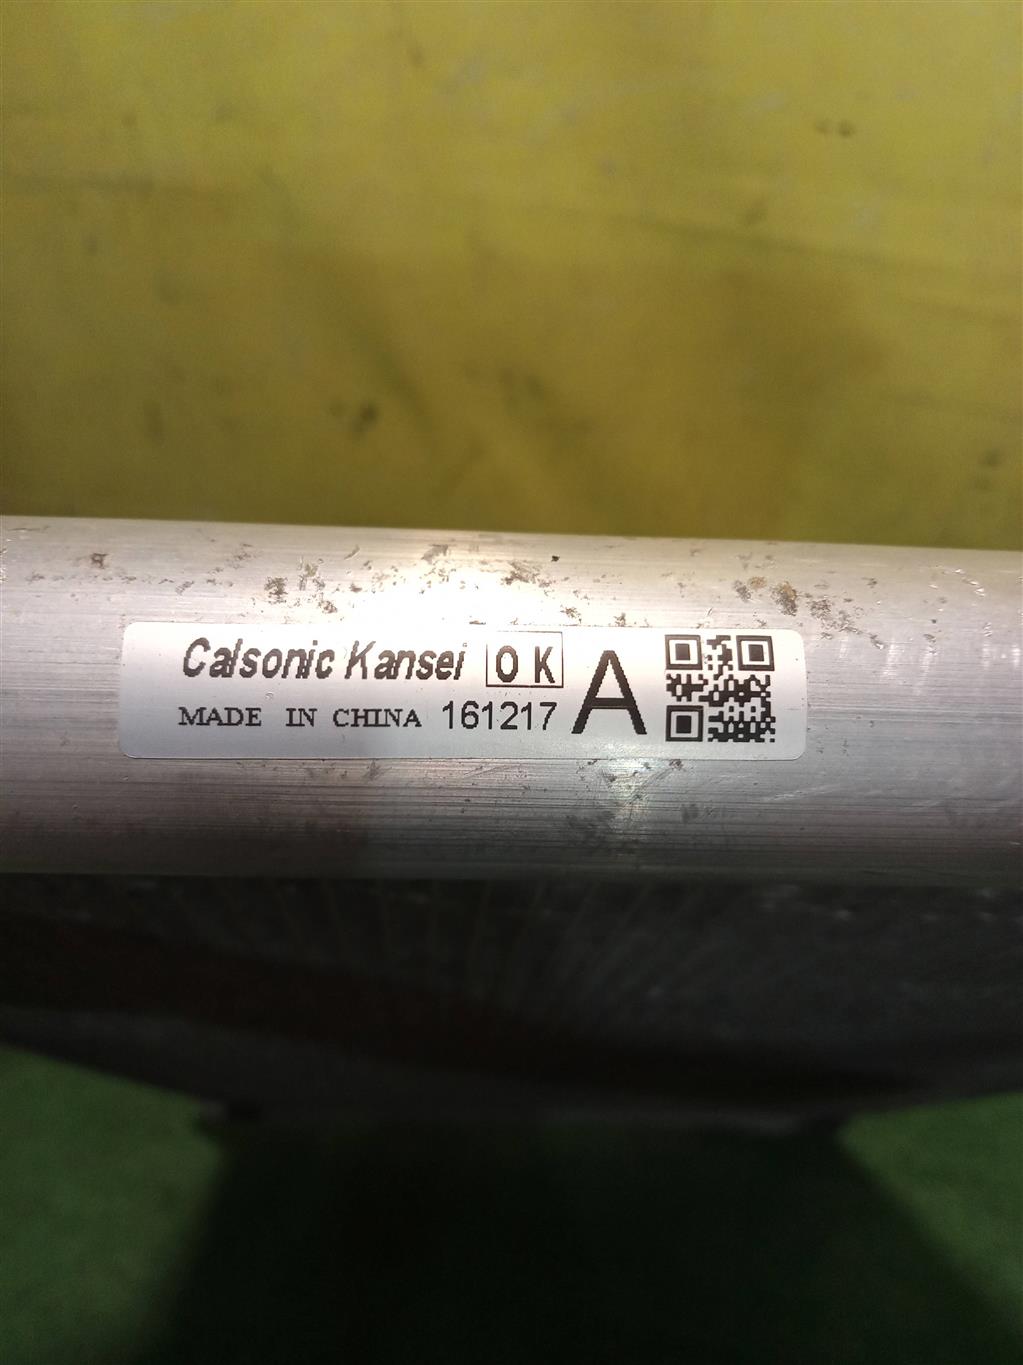 Calsonic Kansei OK A
MADE IN CHINA 161217